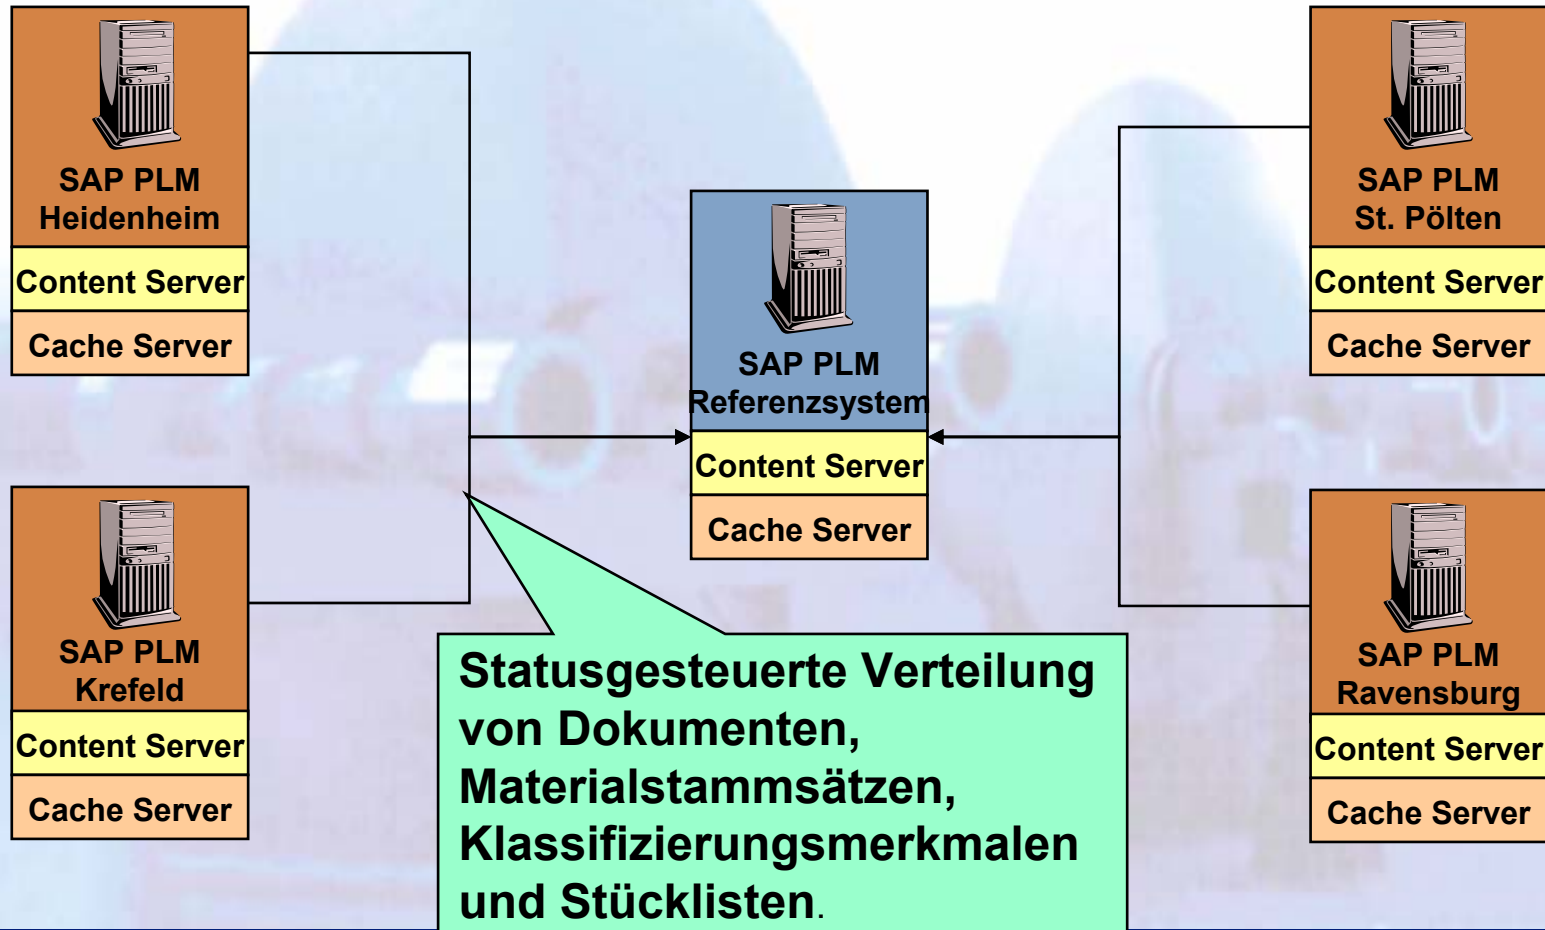 SAP PLM
Heidenheim
Content Server
Cache Server
SAP PLM
St. Pölten
Content Server
Cache Server
SAP PLM
Referenzsystem
Content Server
Cache Server
SAP PLM
Krefeld
Content Server
Cache Server
SAP PLM
Ravensburg
Content Server
Cache Server
Statusgesteuerte Verteilung
von Dokumenten,
Materialstammsätzen,
Klassifizierungsmerkmalen
und Stücklisten.